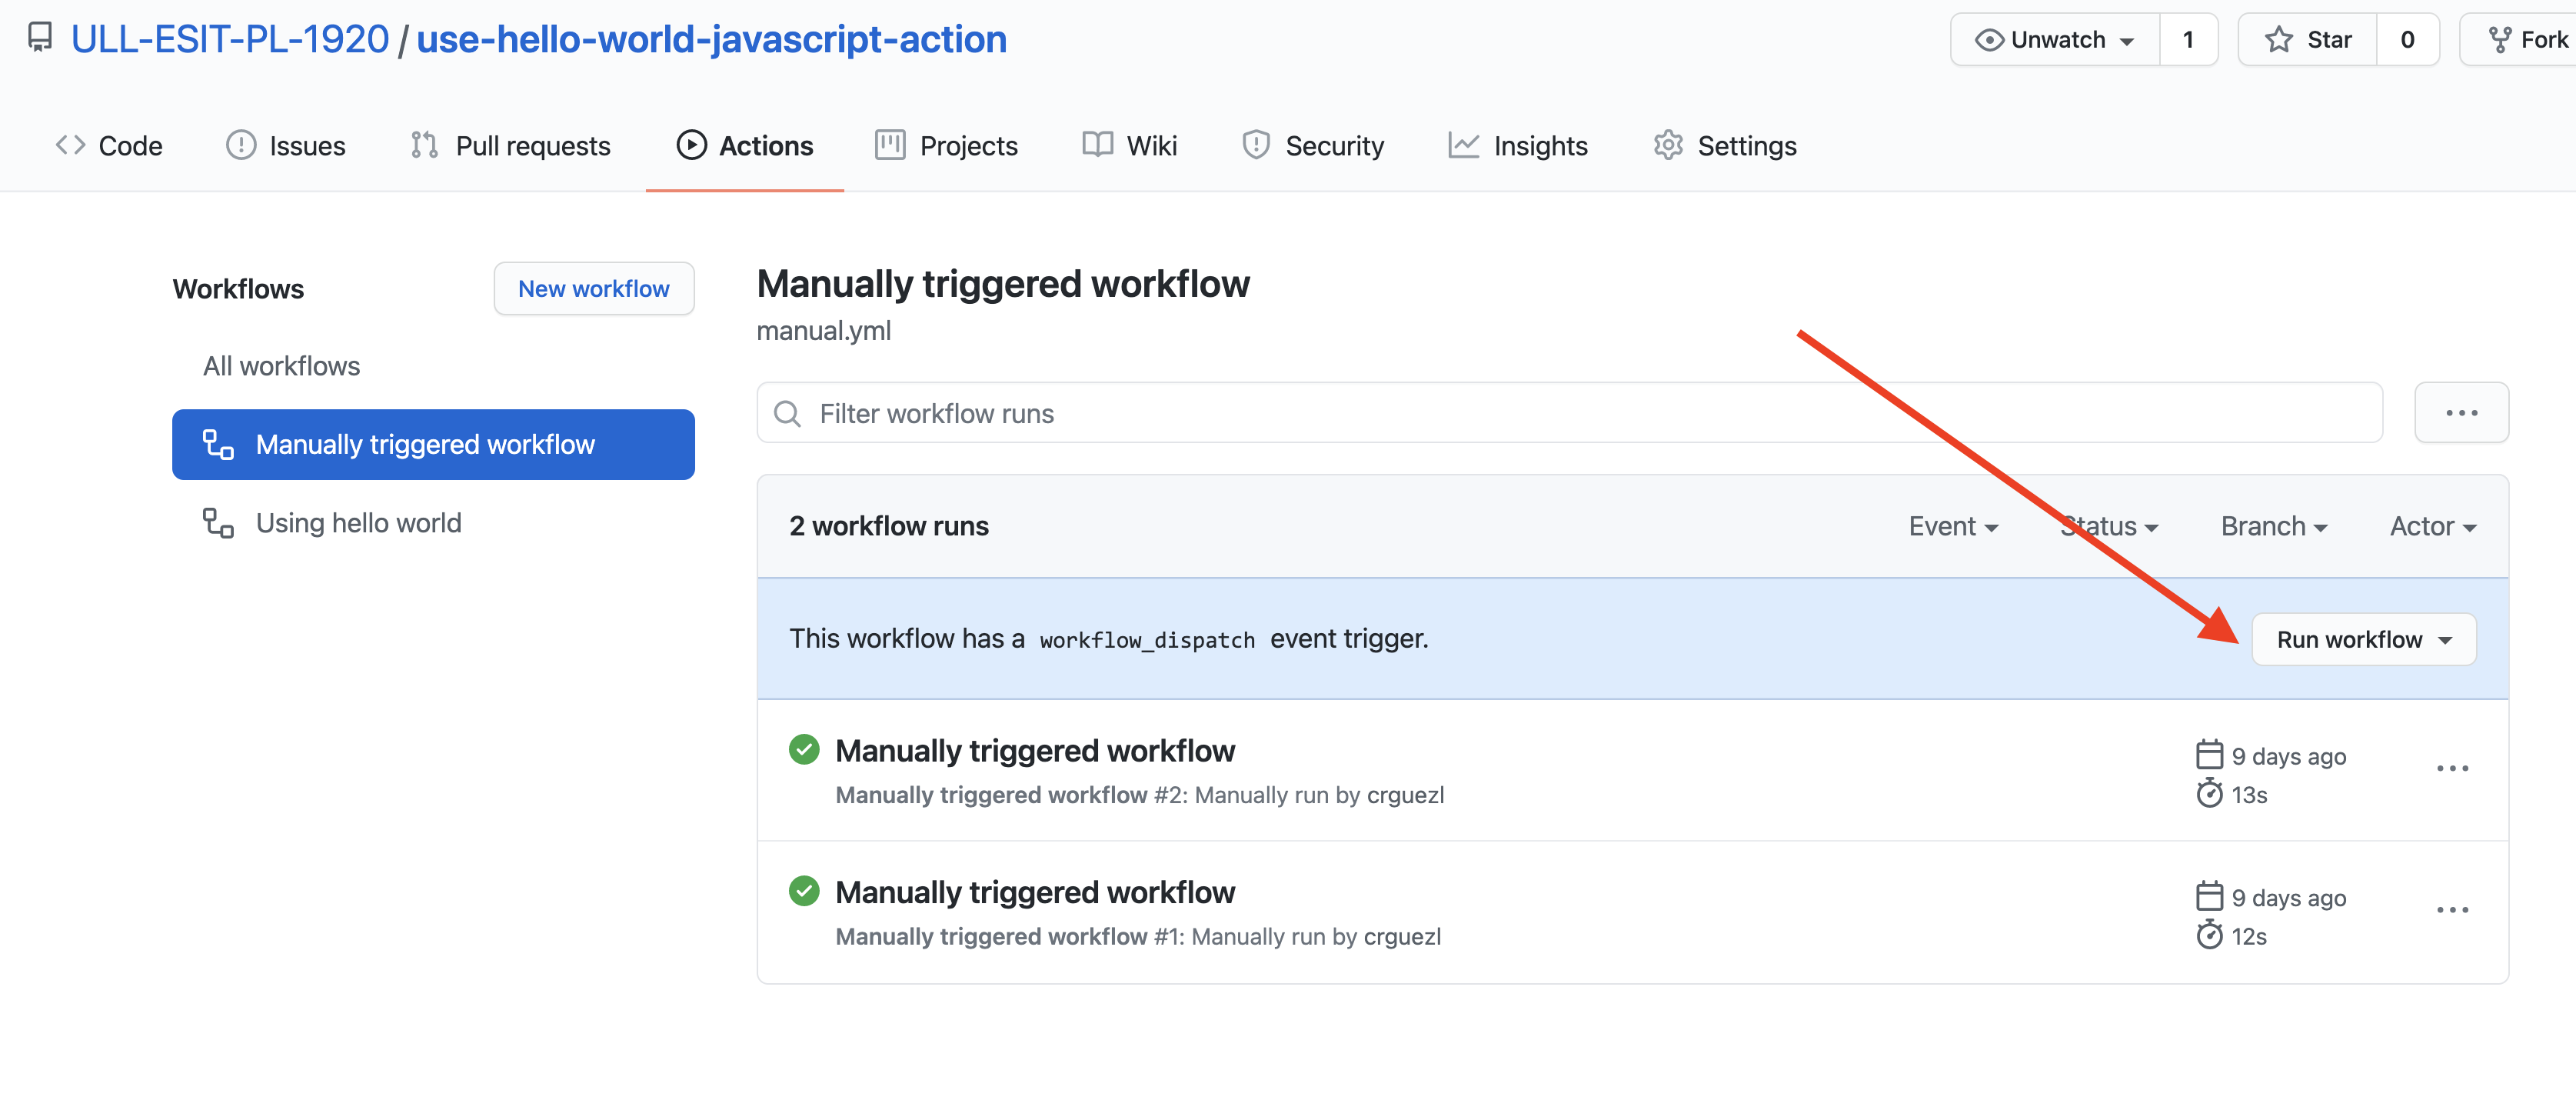 ULL-ESIT-PL-1920 / use-hello-world-javascript-action
Unwatch 1
Star 0
Fork
Code Issues Pull requests Actions Projects Wiki Security Insights Settings
Workflows
New workflow
All workflows
Manually triggered workflow
Using hello world
Manually triggered workflow
manual.yml
Filter workflow runs
2 workflow runs
Event Status Branch Actor
This workflow has a workflow_dispatch event trigger.
Run workflow
Manually triggered workflow
Manually triggered workflow #2: Manually run by crguezl
9 days ago
13s
Manually triggered workflow
Manually triggered workflow #1: Manually run by crguezl
9 days ago
12s